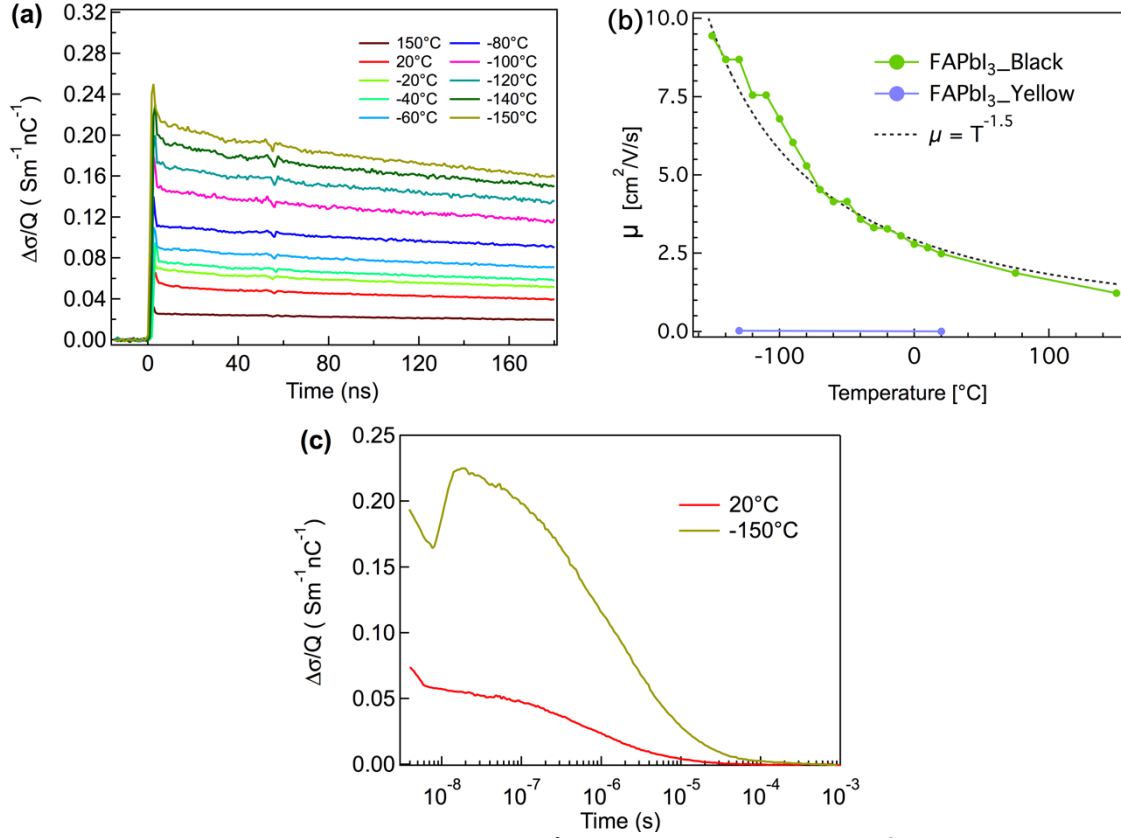 (a)
0.32
0.28
0.24
0.20
0.16
0.12
0.08
0.04
0.00
Δσ/Q ( Sm⁻¹nC⁻¹)
150°C
20°C
-20°C
-40°C
-60°C
-80°C
-100°C
-120°C
-140°C
-150°C
0 40 80 120 160
Time (ns)
(b)
10.0
7.5
5.0
2.5
0.0
μ [cm²/V/s]
FAPbI₃_Black
FAPbI₃_Yellow
μ = T⁻¹·⁵
-100 0 100
Temperature [°C]
(c)
0.25
0.20
0.15
0.10
0.05
0.00
Δσ/Q ( Sm⁻¹nC⁻¹)
20°C
-150°C
10⁻⁸ 10⁻⁷ 10⁻⁶ 10⁻⁵ 10⁻⁴ 10⁻³
Time (s)